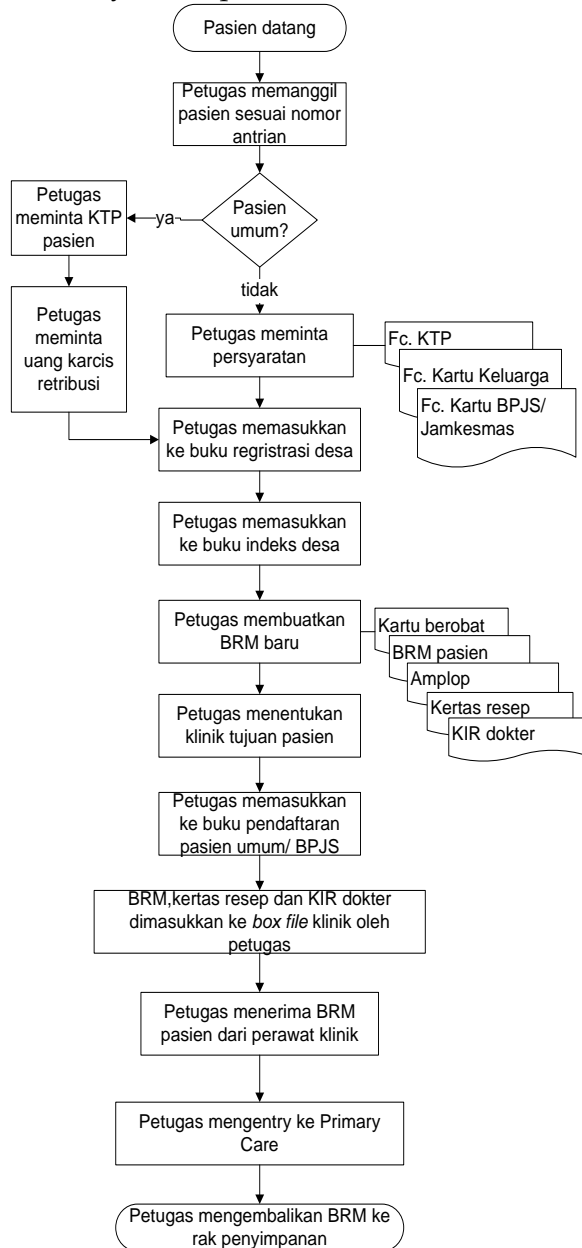 Pasien datang
Petugas memanggil
pasien sesuai nomor
antrian
Pasien
umum?
ya
Petugas
meminta KTP
pasien
Petugas
meminta
uang karcis
retribusi
tidak
Petugas meminta
persyaratan
Fc. KTP
Fc. Kartu Keluarga
Fc. Kartu BPJS/
Jamkesmas
Petugas memasukkan
ke buku regristrasi desa
Petugas memasukkan
ke buku indeks desa
Petugas membuatkan
BRM baru
Kartu berobat
BRM pasien
Amplop
Kertas resep
KIR dokter
Petugas menentukan
klinik tujuan pasien
Petugas memasukkan
ke buku pendaftaran
pasien umum/ BPJS
BRM,kertas resep dan KIR dokter
dimasukkan ke box file klinik oleh
petugas
Petugas menerima BRM
pasien dari perawat klinik
Petugas mengentry ke Primary
Care
Petugas mengembalikan BRM ke
rak penyimpanan